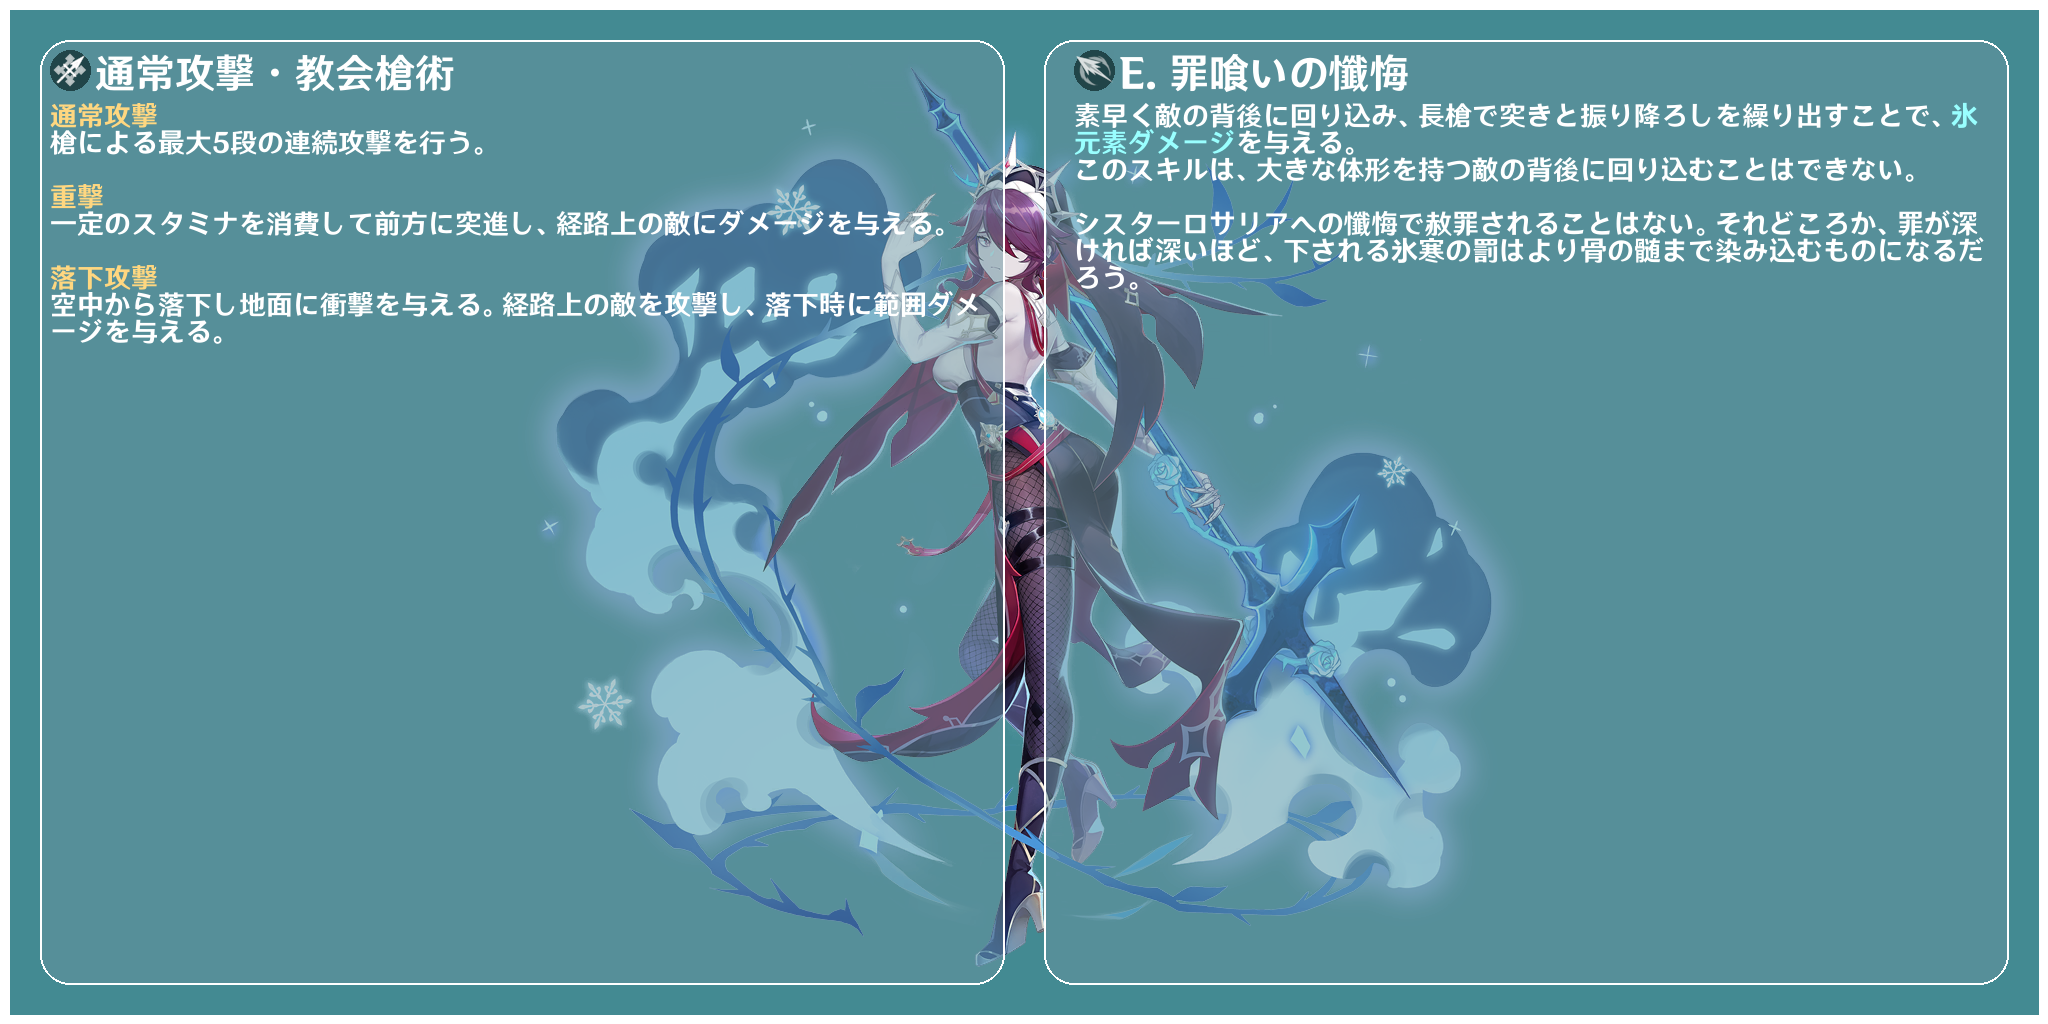 通常攻撃・教会槍術
通常攻撃
槍による最大5段の連続攻撃を行う。
重撃
一定のスタミナを消費して前方に突進し、経路上の敵にダメージを与える。
落下攻撃
空中から落下し地面に衝撃を与える。経路上の敵を攻撃し、落下時に範囲ダメ
ージを与える。
E. 罪喰いの懺悔
素早く敵の背後に回り込み、長槍で突きと振り降ろしを繰り出すことで、氷
元素ダメージを与える。
このスキルは、大きな体形を持つ敵の背後に回り込むことはできない。
シスターロサリアへの懺悔で赦罪されることはない。それどころか、罪が深
ければ深いほど、下される氷寒の罰はより骨の髄まで染み込むものになるだ
ろう。